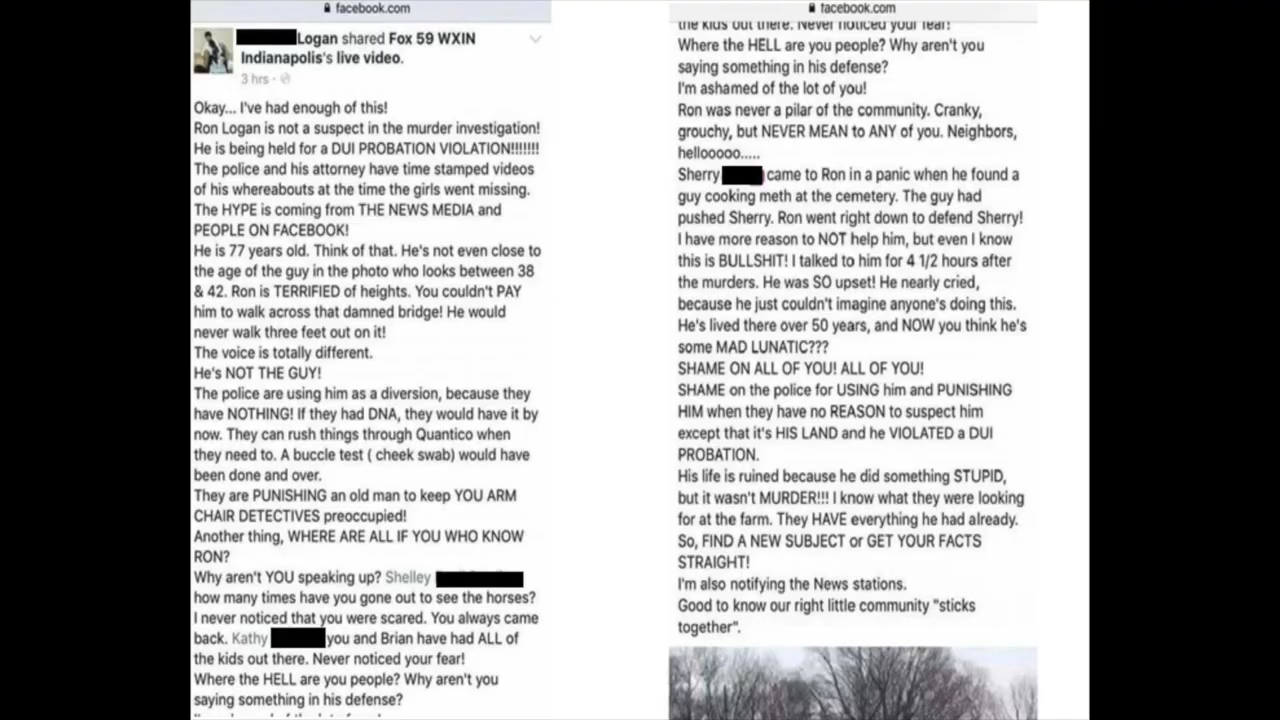 facebook.com
Logan shared Fox 59 WXIN
Indianapolis's live video.
3 hrs ·
Okay... I've had enough of this!
Ron Logan is not a suspect in the murder investigation!
He is being held for a DUI PROBATION VIOLATION!!!!!!!
The police and his attorney have time stamped videos
of his whereabouts at the time the girls went missing.
The HYPE is coming from THE NEWS MEDIA and
PEOPLE ON FACEBOOK!
He is 77 years old. Think of that. He's not even close to
the age of the guy in the photo who looks between 38
& 42. Ron is TERRIFIED of heights. You couldn't PAY
him to walk across that damned bridge! He would
never walk three feet out on it!
The voice is totally different.
He's NOT THE GUY!
The police are using him as a diversion, because they
have NOTHING! If they had DNA, they would have it by
now. They can rush things through Quantico when
they need to. A buccle test ( cheek swab) would have
been done and over.
They are PUNISHING an old man to keep YOU ARM
CHAIR DETECTIVES preoccupied!
Another thing, WHERE ARE ALL IF YOU WHO KNOW
RON?
Why aren't YOU speaking up? Shelley
how many times have you gone out to see the horses?
I never noticed that you were scared. You always came
back. Kathy you and Brian have had ALL of
the kids out there. Never noticed your fear!
Where the HELL are you people? Why aren't you
saying something in his defense?
facebook.com
the kids out there. Never noticed your fear!
Where the HELL are you people? Why aren't you
saying something in his defense?
I'm ashamed of the lot of you!
Ron was never a pilar of the community. Cranky,
grouchy, but NEVER MEAN to ANY of you. Neighbors,
hellooooo.....
Sherry came to Ron in a panic when he found a
guy cooking meth at the cemetery. The guy had
pushed Sherry. Ron went right down to defend Sherry!
I have more reason to NOT help him, but even I know
this is BULLSHIT! I talked to him for 4 1/2 hours after
the murders. He was SO upset! He nearly cried,
because he just couldn't imagine anyone's doing this.
He's lived there over 50 years, and NOW you think he's
some MAD LUNATIC???
SHAME ON ALL OF YOU! ALL OF YOU!
SHAME on the police for USING him and PUNISHING
HIM when they have no REASON to suspect him
except that it's HIS LAND and he VIOLATED a DUI
PROBATION.
His life is ruined because he did something STUPID,
but it wasn't MURDER!!! I know what they were looking
for at the farm. They HAVE everything he had already.
So, FIND A NEW SUBJECT or GET YOUR FACTS
STRAIGHT!
I'm also notifying the News stations.
Good to know our right little community "sticks
together".